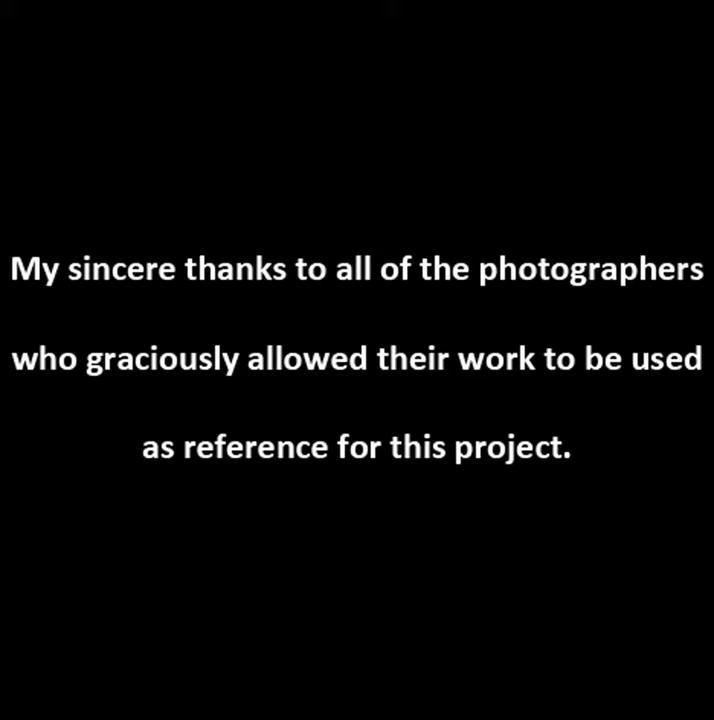 My sincere thanks to all of the photographers
who graciously allowed their work to be used
as reference for this project.